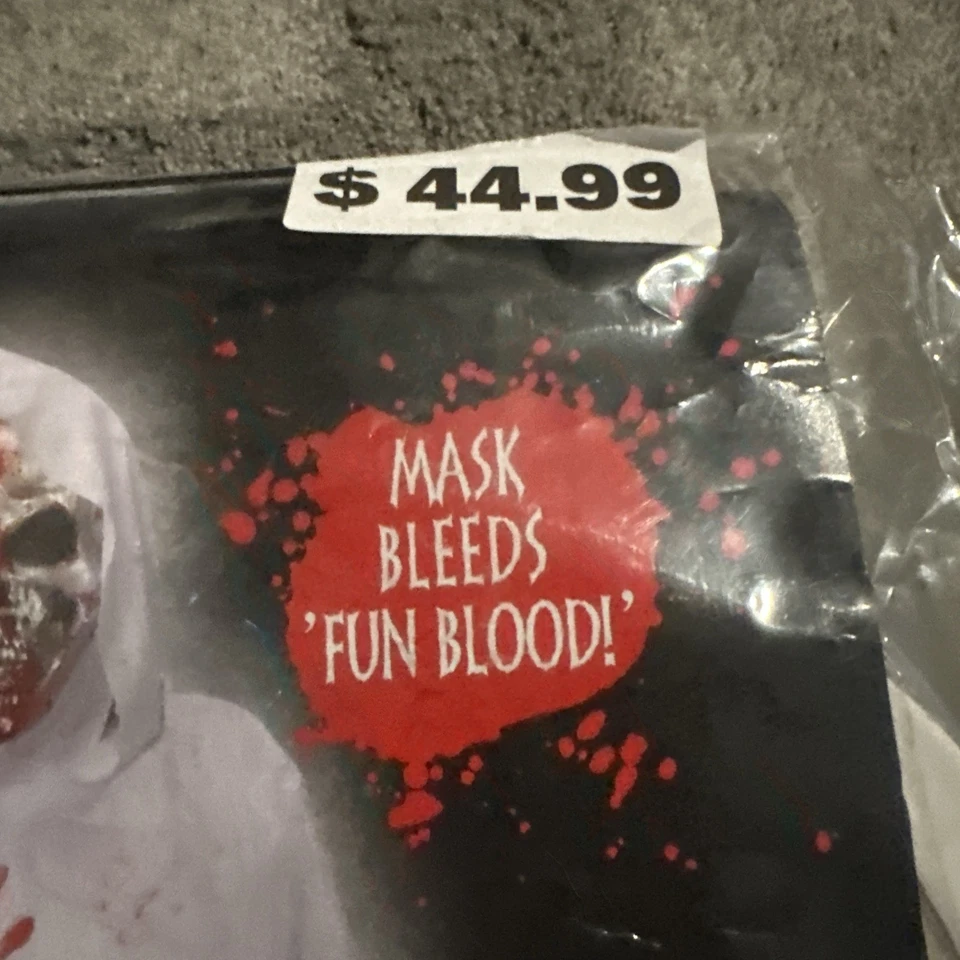 $ 44.99
MASK
BLEEDS
'FUN BLOOD!'